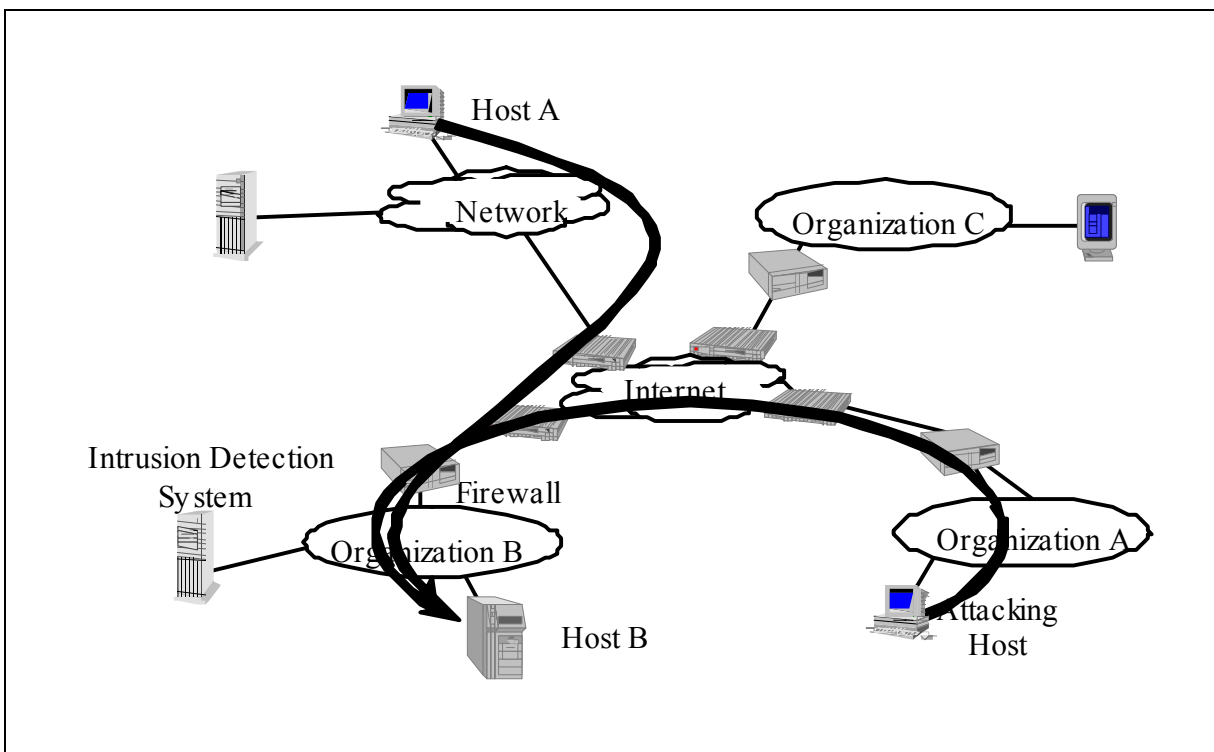 Host A
Network
Organization C
Internet
Intrusion Detection
System
Firewall
Organization B
Organization A
Attacking
Host
Host B